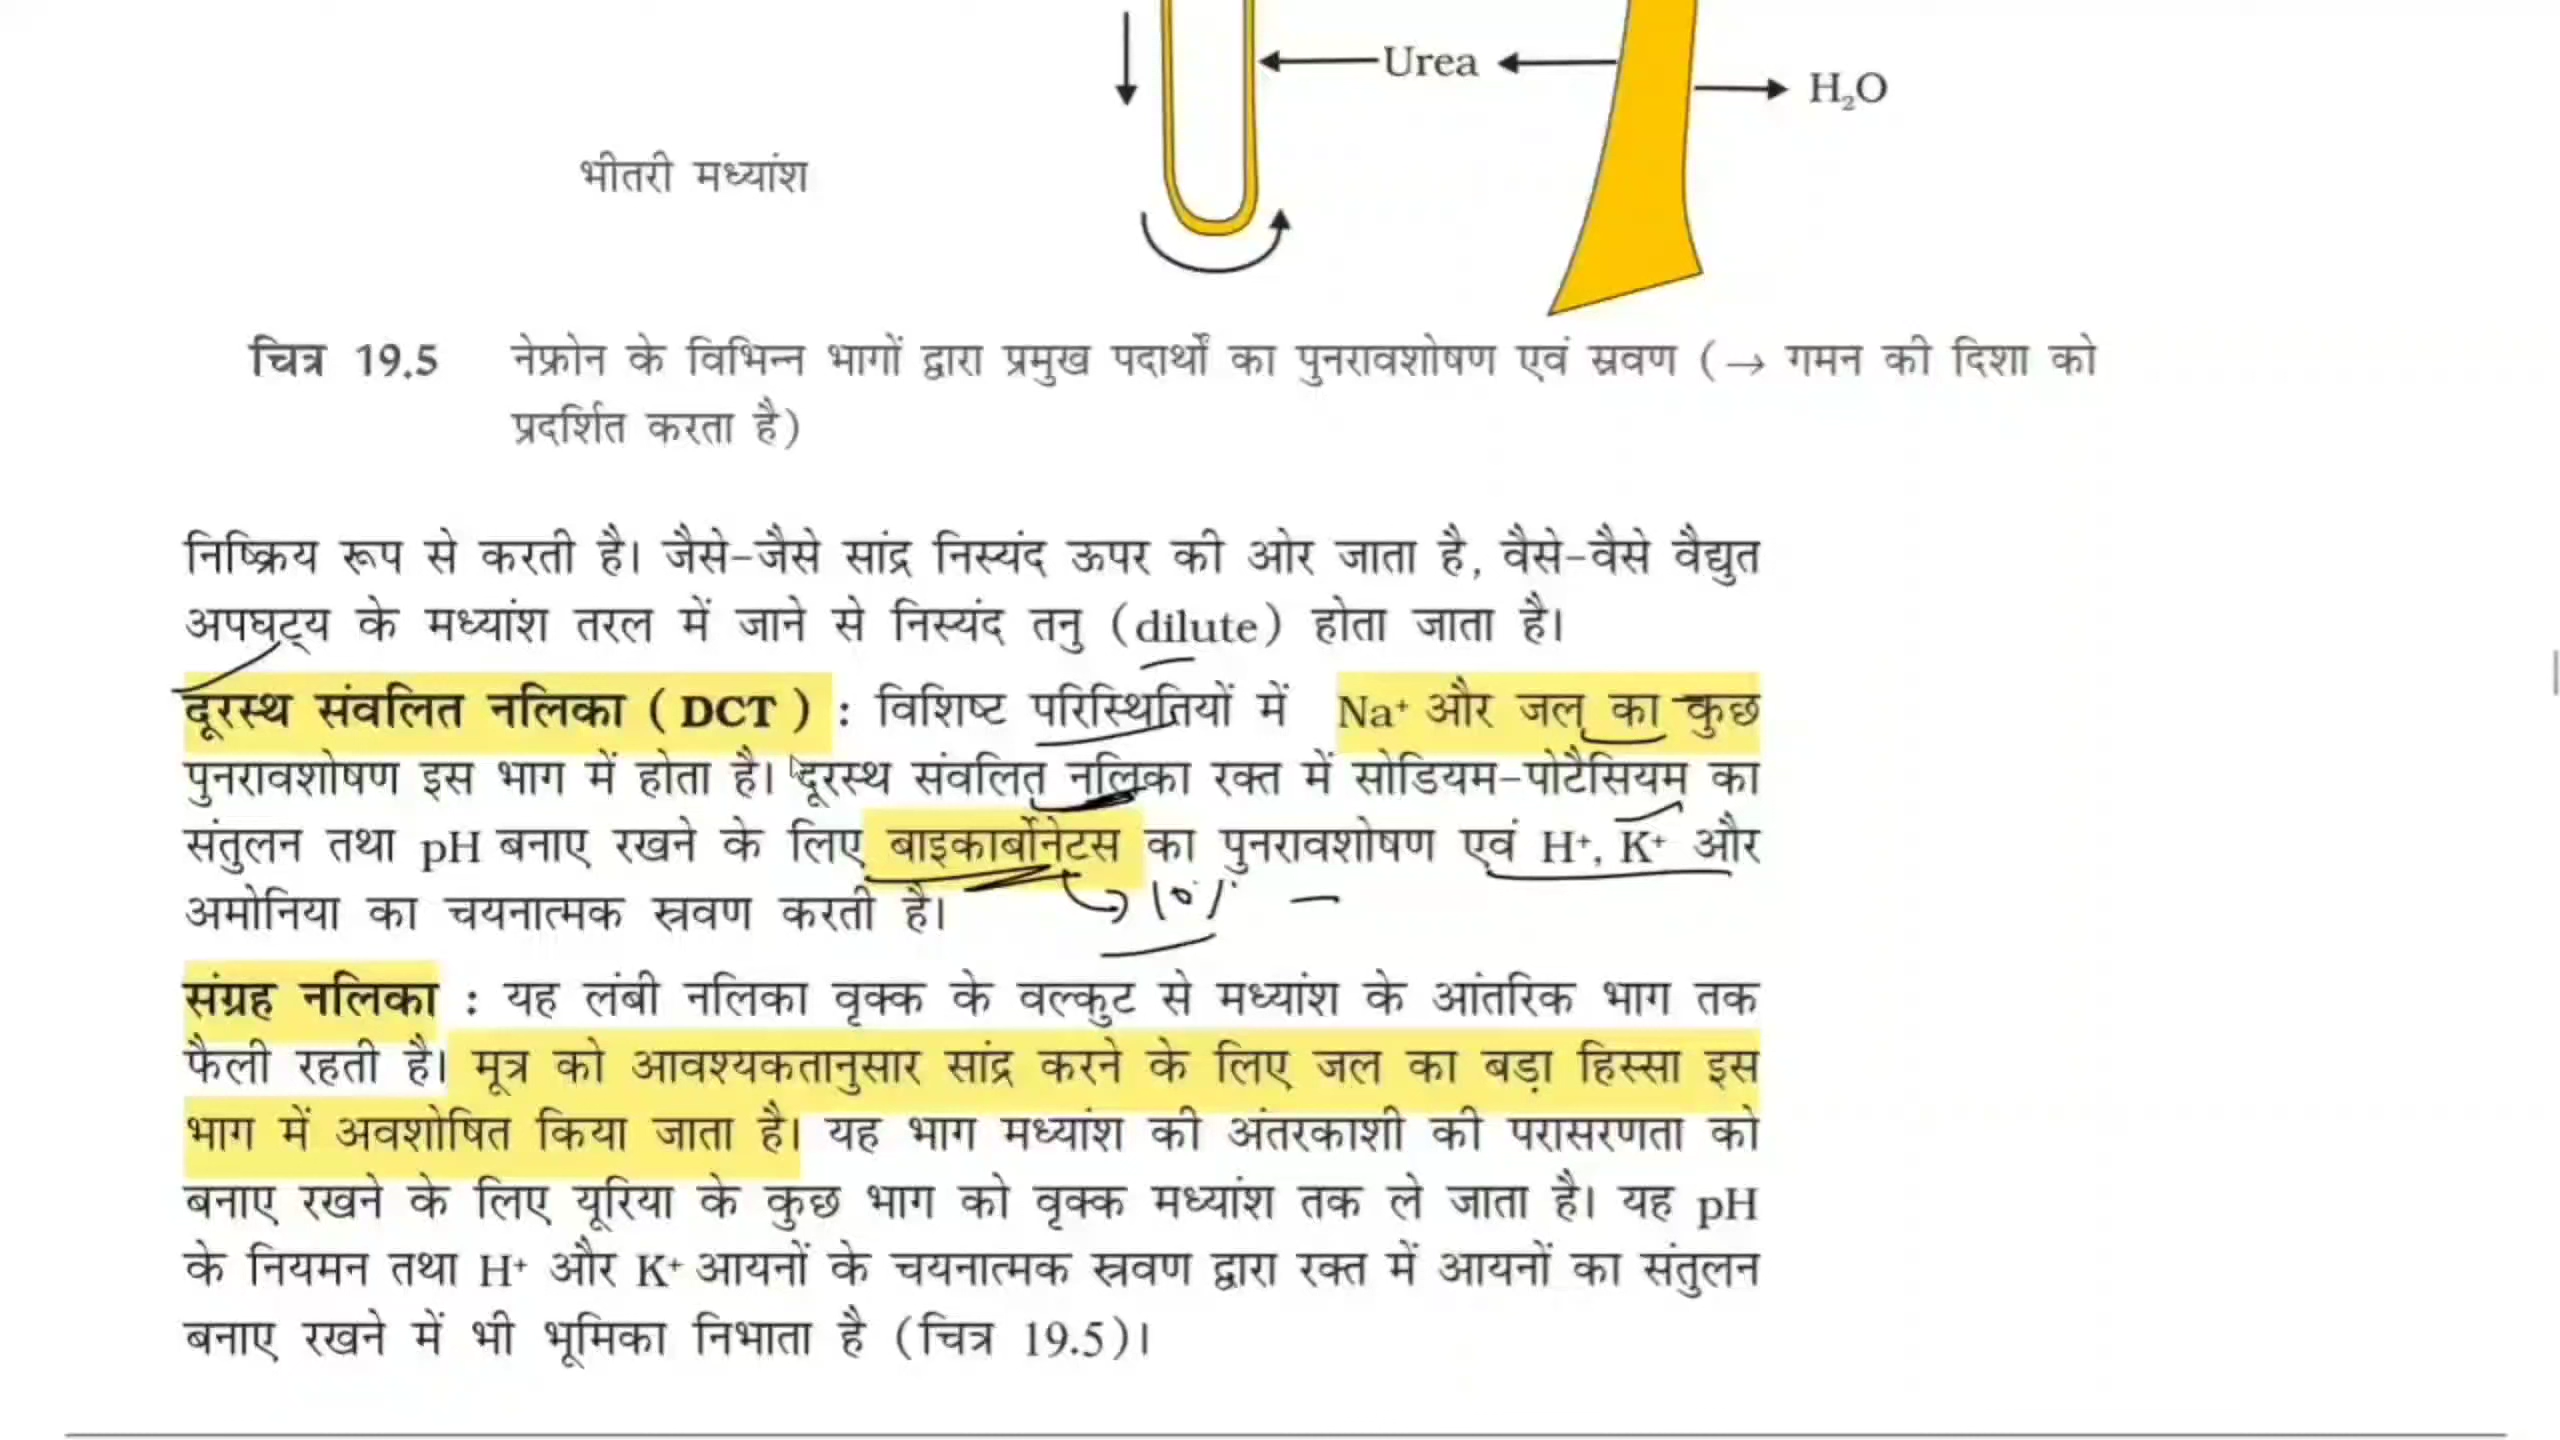 Urea
H₂O
भीतरी मध्यांश
चित्र 19.5 नेफ्रोन के विभिन्न भागों द्वारा प्रमुख पदार्थों का पुनरावशोषण एवं स्रवण (→ गमन की दिशा को
प्रदर्शित करता है)
निष्क्रिय रूप से करती है। जैसे-जैसे सांद्र निस्यंद ऊपर की ओर जाता है, वैसे-वैसे वैद्युत
अपघट्य के मध्यांश तरल में जाने से निस्यंद तनु (dilute) होता जाता है।
दूरस्थ संवलित नलिका (DCT) : विशिष्ट परिस्थितियों में Na⁺ और जल का कुछ
पुनरावशोषण इस भाग में होता है। दूरस्थ संवलित नलिका रक्त में सोडियम-पोटैसियम का
संतुलन तथा pH बनाए रखने के लिए बाइकार्बोनेटस का पुनरावशोषण एवं H⁺, K⁺ और
अमोनिया का चयनात्मक स्रवण करती है।
10%
संग्रह नलिका : यह लंबी नलिका वृक्क के वल्कुट से मध्यांश के आंतरिक भाग तक
फैली रहती है। मूत्र को आवश्यकतानुसार सांद्र करने के लिए जल का बड़ा हिस्सा इस
भाग में अवशोषित किया जाता है। यह भाग मध्यांश की अंतरकाशी की परासरणता को
बनाए रखने के लिए यूरिया के कुछ भाग को वृक्क मध्यांश तक ले जाता है। यह pH
के नियमन तथा H⁺ और K⁺ आयनों के चयनात्मक स्रवण द्वारा रक्त में आयनों का संतुलन
बनाए रखने में भी भूमिका निभाता है (चित्र 19.5)।